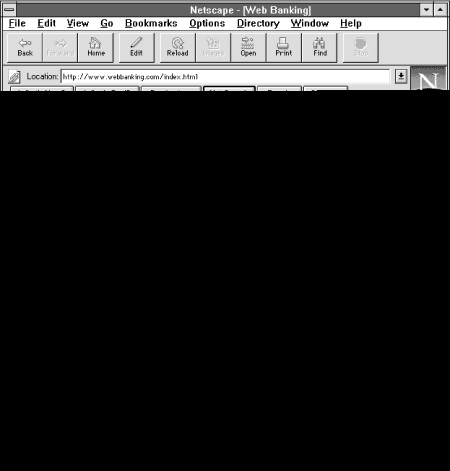 Netscape - [Web Banking]
File Edit View Go Bookmarks Options Directory Window Help
Back Forward Home Edit Reload Images Open Print Find Stop
Location: http://www.webbanking.com/index.html
N